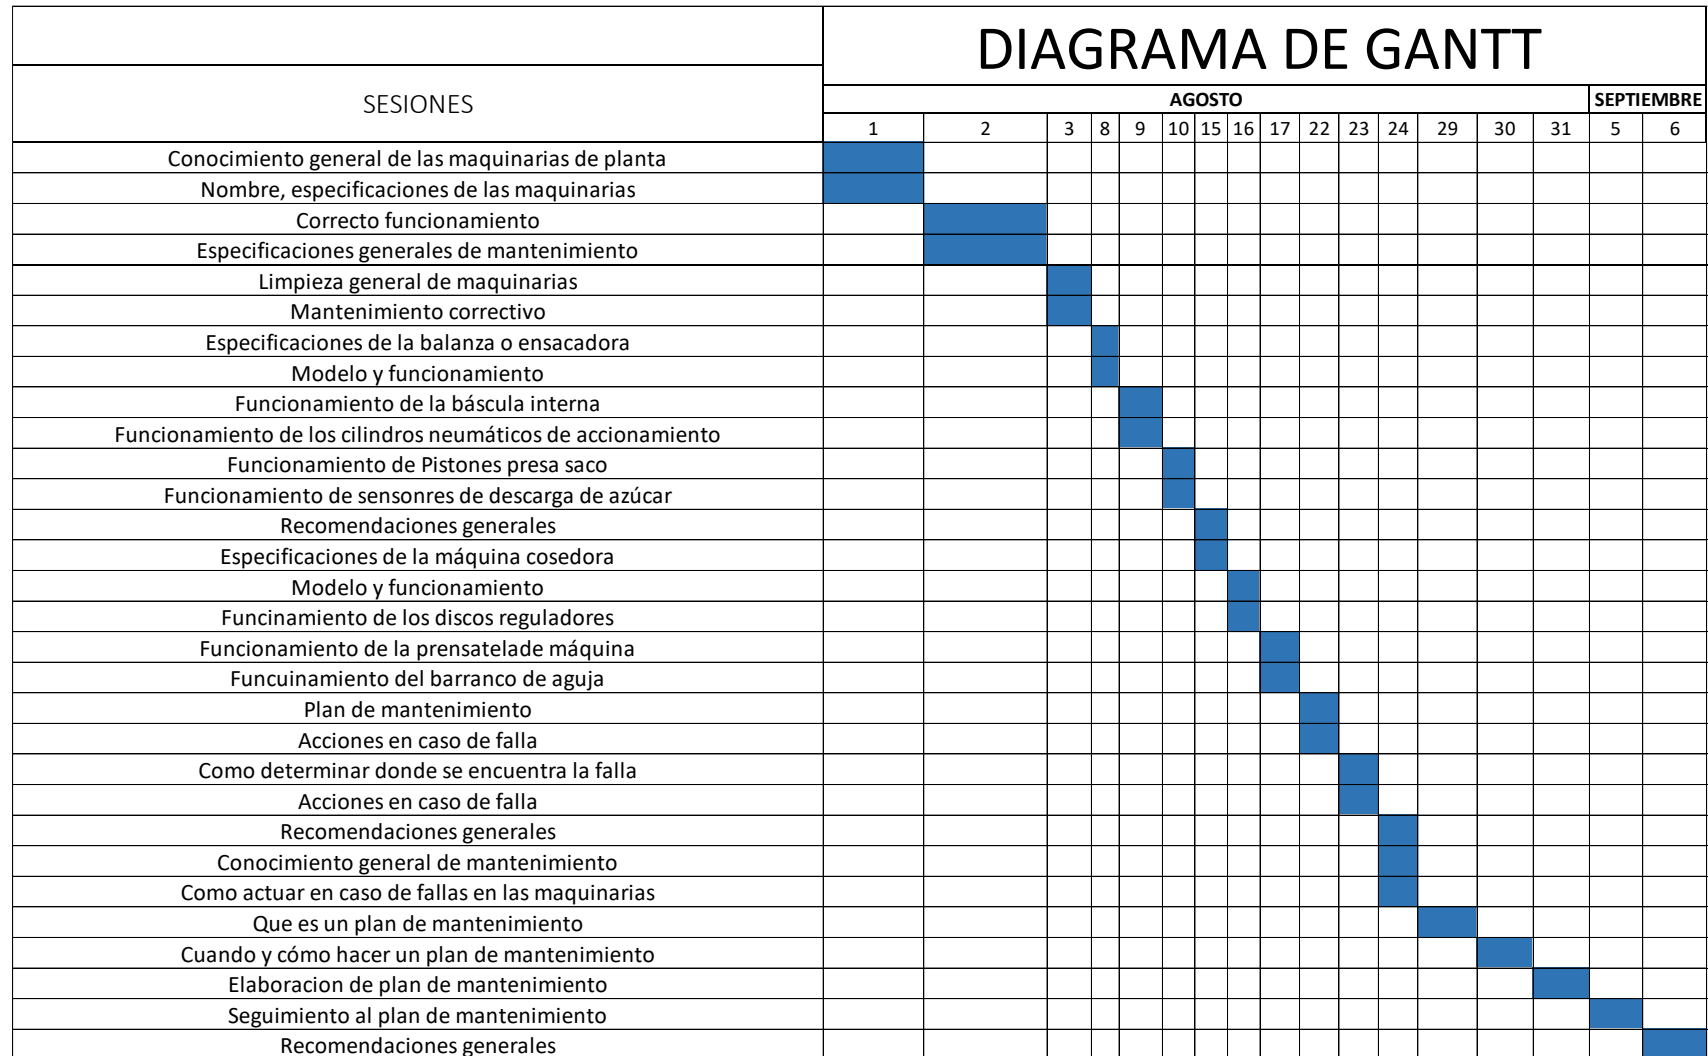 DIAGRAMA DE GANTT
SESIONES
AGOSTO SEPTIEMBRE
1 2 3 8 9 10 15 16 17 22 23 24 29 30 31 5 6
Conocimiento general de las maquinarias de planta
Nombre, especificaciones de las maquinarias
Correcto funcionamiento
Especificaciones generales de mantenimiento
Limpieza general de maquinarias
Mantenimiento correctivo
Especificaciones de la balanza o ensacadora
Modelo y funcionamiento
Funcionamiento de la báscula interna
Funcionamiento de los cilindros neumáticos de accionamiento
Funcionamiento de Pistones presa saco
Funcionamiento de sensonres de descarga de azúcar
Recomendaciones generales
Especificaciones de la máquina cosedora
Modelo y funcionamiento
Funcinamiento de los discos reguladores
Funcionamiento de la prensatelade máquina
Funcuinamiento del barranco de aguja
Plan de mantenimiento
Acciones en caso de falla
Como determinar donde se encuentra la falla
Acciones en caso de falla
Recomendaciones generales
Conocimiento general de mantenimiento
Como actuar en caso de fallas en las maquinarias
Que es un plan de mantenimiento
Cuando y cómo hacer un plan de mantenimiento
Elaboracion de plan de mantenimiento
Seguimiento al plan de mantenimiento
Recomendaciones generales